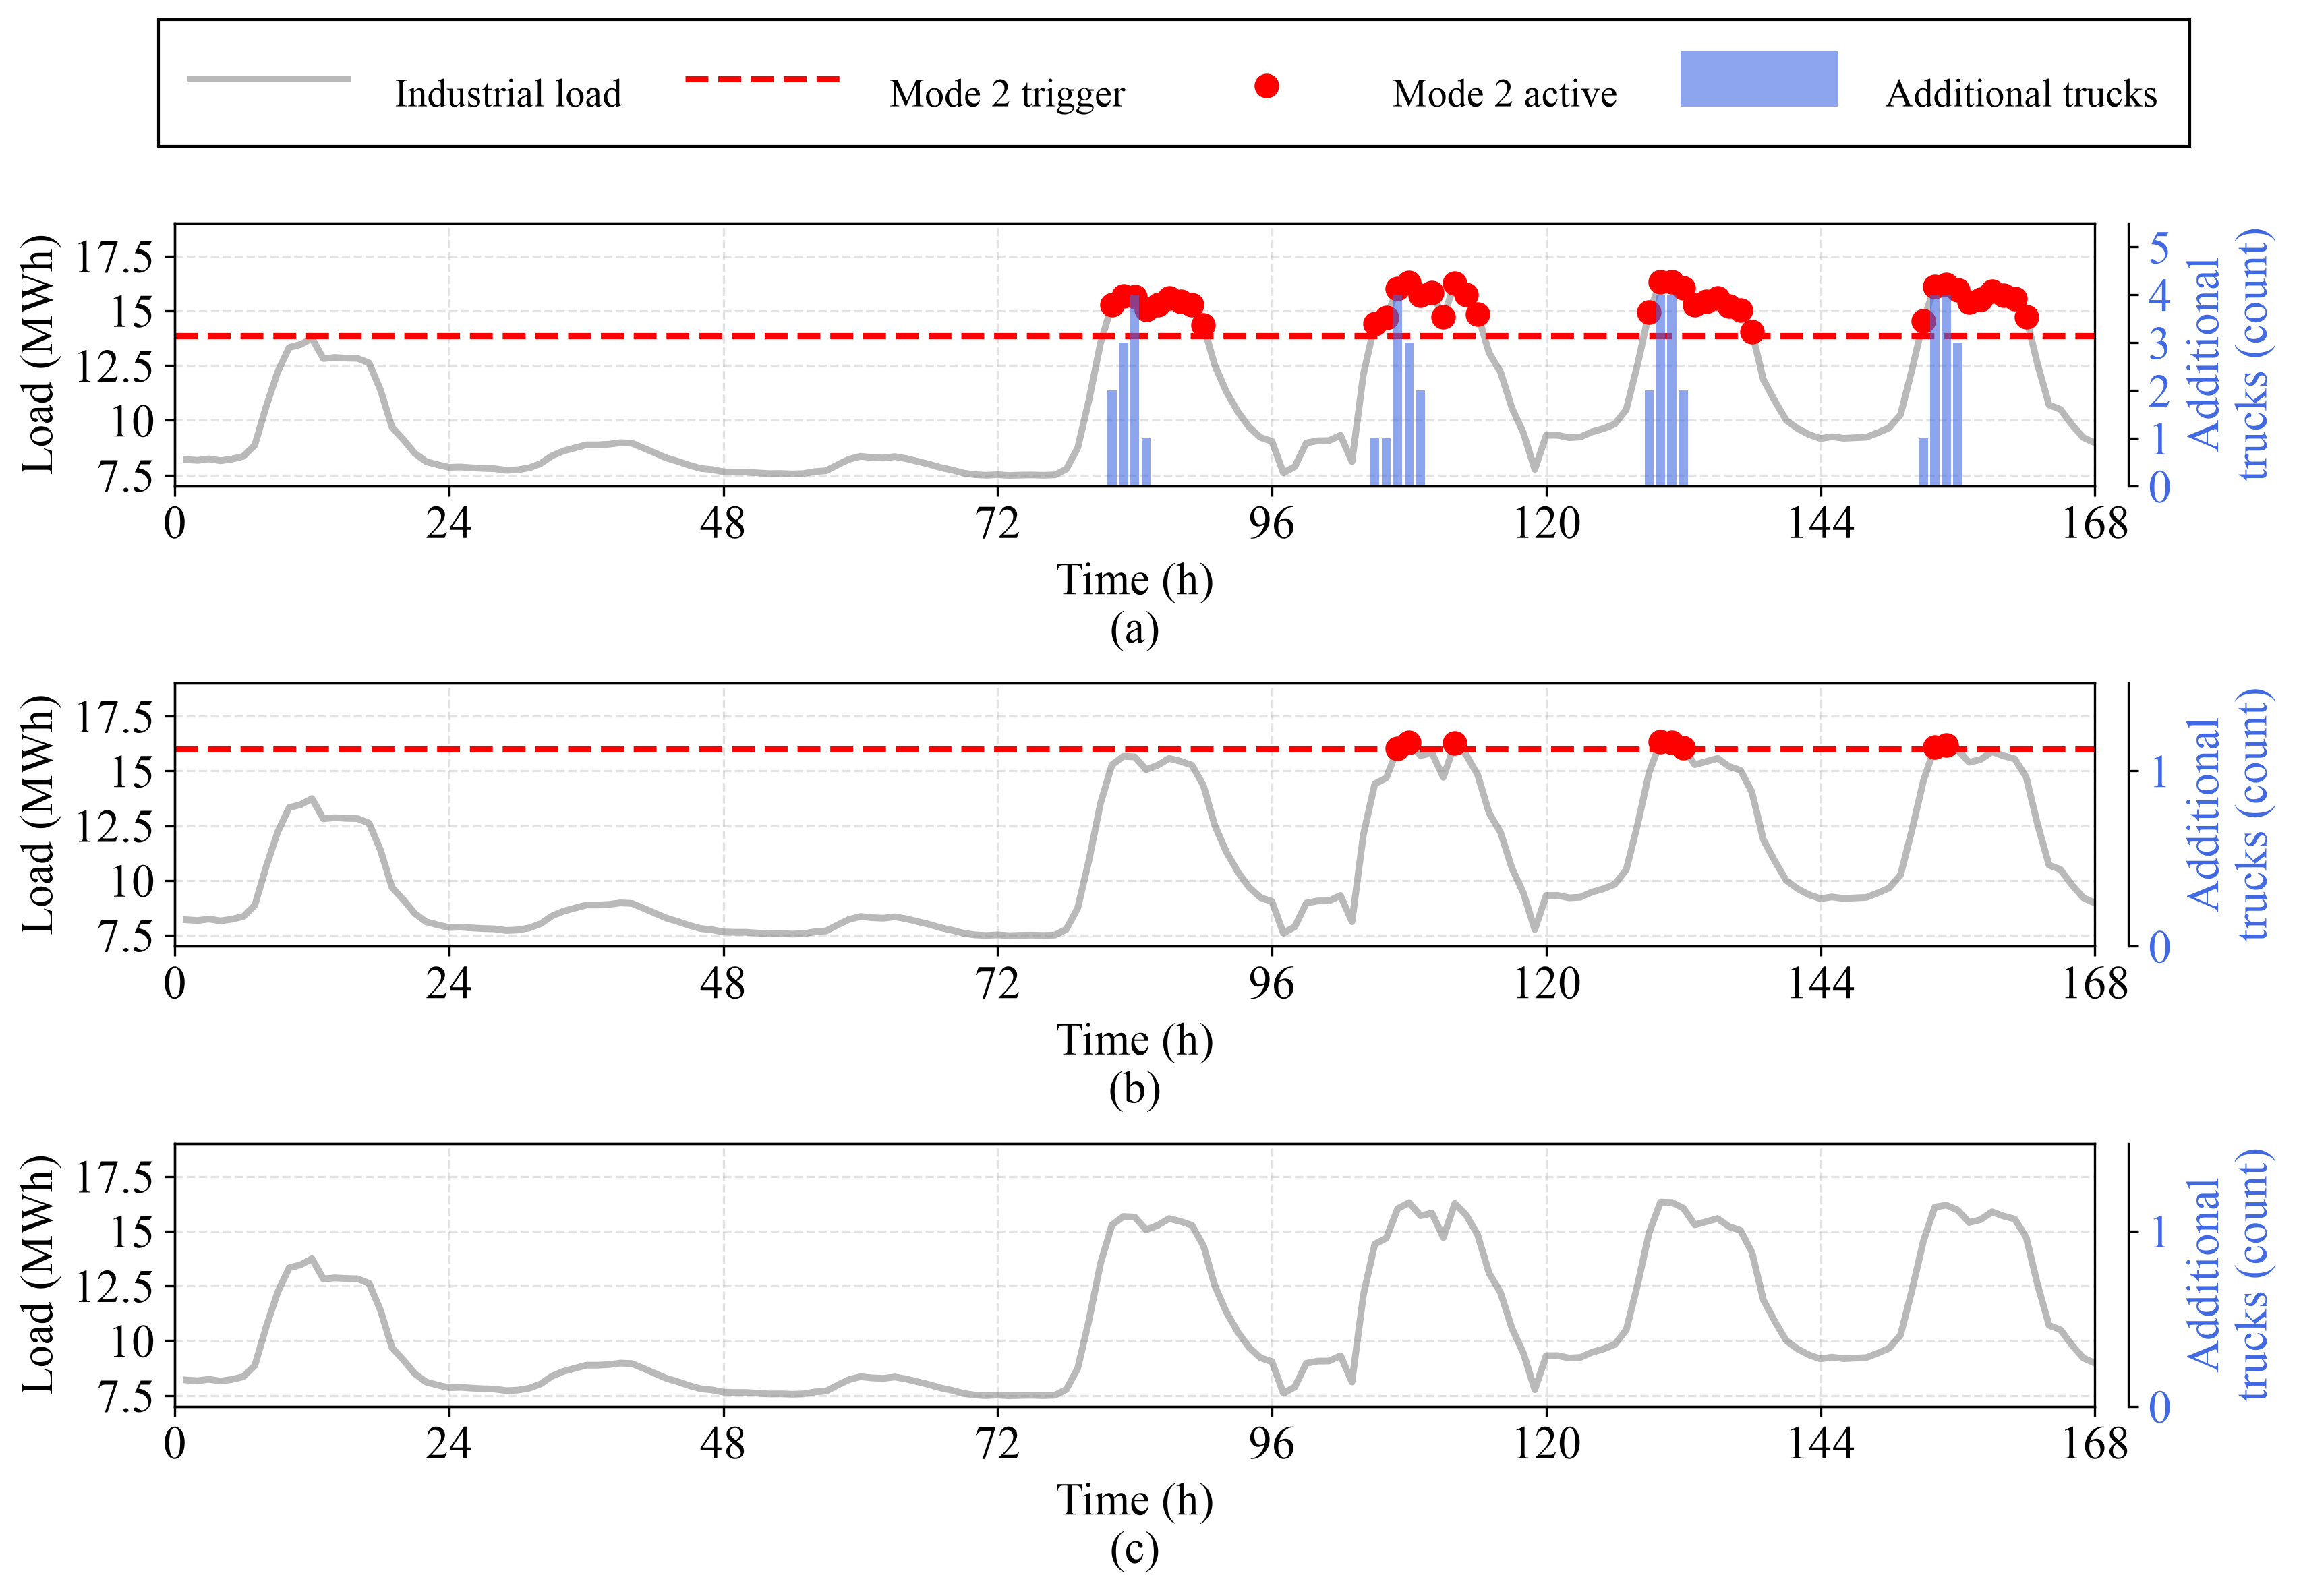 Industrial load Mode 2 trigger Mode 2 active Additional trucks
Load (MWh)
17.5
15
12.5
10
7.5
0 24 48 72 96 120 144 168
Time (h)
(a)
5
4
3
2
1
0
Additional
trucks (count)
Load (MWh)
17.5
15
12.5
10
7.5
0 24 48 72 96 120 144 168
Time (h)
(b)
1
0
Additional
trucks (count)
Load (MWh)
17.5
15
12.5
10
7.5
0 24 48 72 96 120 144 168
Time (h)
(c)
1
0
Additional
trucks (count)